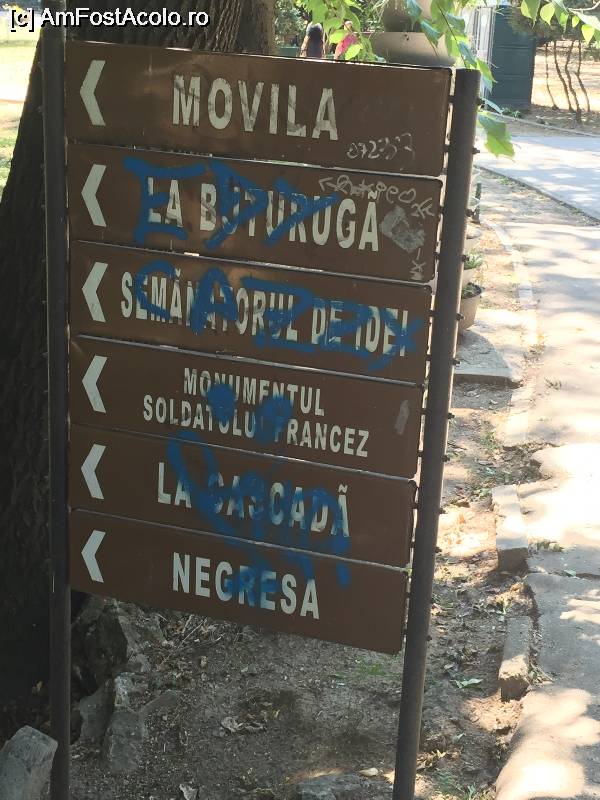 [c] AmFostAcolo.ro
MOVILA
LA BUTURUGĂ
SEMĂNĂTORUL DE IDEI
MONUMENTUL
SOLDATULUI FRANCEZ
LA CASCADĂ
NEGRESA